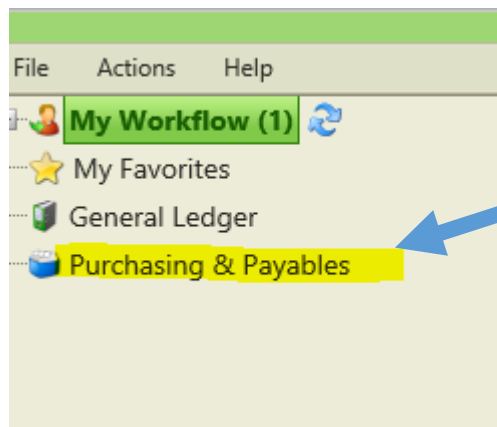 File Actions Help
My Workflow (1)
My Favorites
General Ledger
Purchasing & Payables